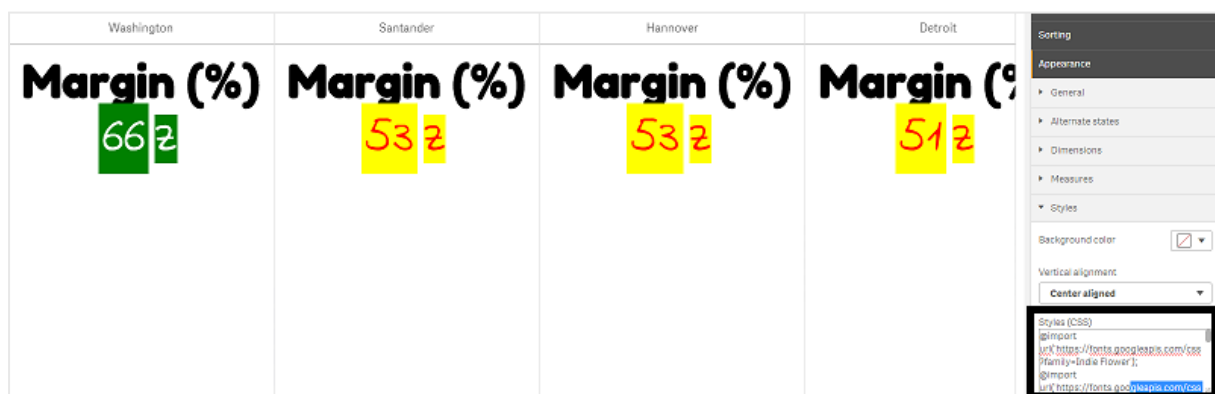 Washington Santander Hannover Detroit
Margin (%) Margin (%) Margin (%) Margin (%
66 z 53 z 53 z 51 z
Sorting
Appearance
General
Alternate states
Dimensions
Measures
Styles
Background color
Vertical alignment
Center aligned
Styles (CSS)
@import
url('https://fonts.googleapis.com/css
?family=Indie Flower');
@import
url('https://fonts.googleapis.com/css